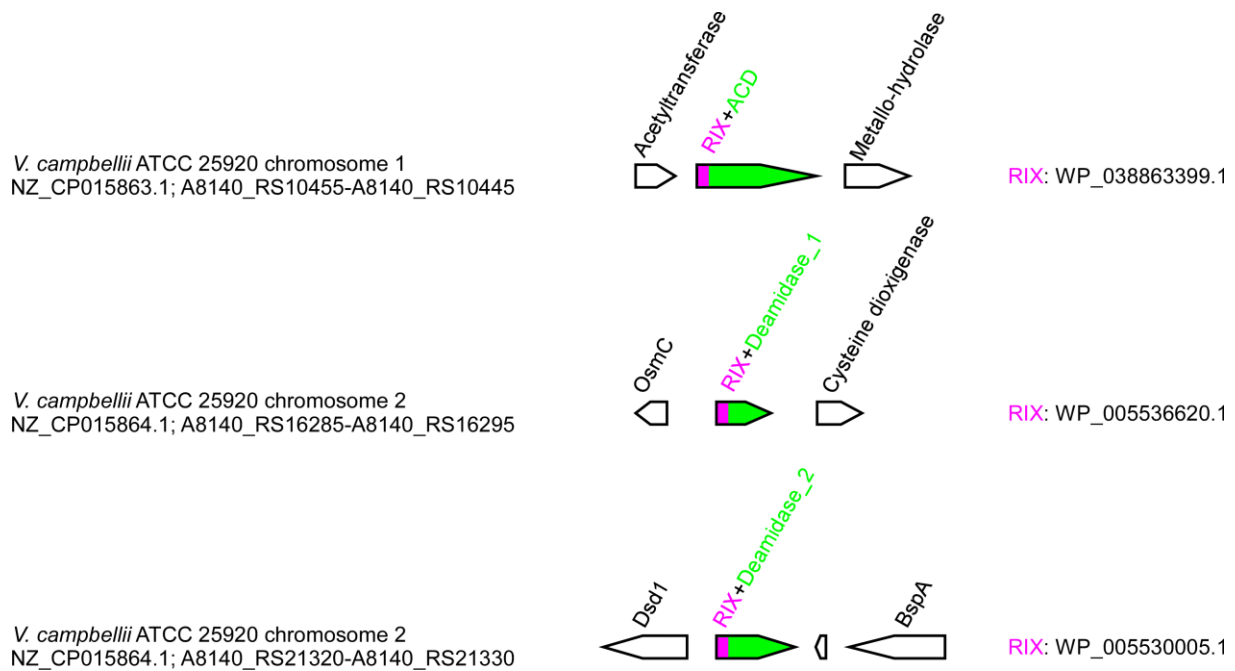 Acetyltransferase
RIX+ACD
Metallo-hydrolase
V. campbellii ATCC 25920 chromosome 1
NZ_CP015863.1; A8140_RS10455-A8140_RS10445
RIX: WP_038863399.1
OsmC
RIX+Deamidase_1
Cysteine dioxigenase
V. campbellii ATCC 25920 chromosome 2
NZ_CP015864.1; A8140_RS16285-A8140_RS16295
RIX: WP_005536620.1
Dsd1
RIX+Deamidase_2
BspA
V. campbellii ATCC 25920 chromosome 2
NZ_CP015864.1; A8140_RS21320-A8140_RS21330
RIX: WP_005530005.1